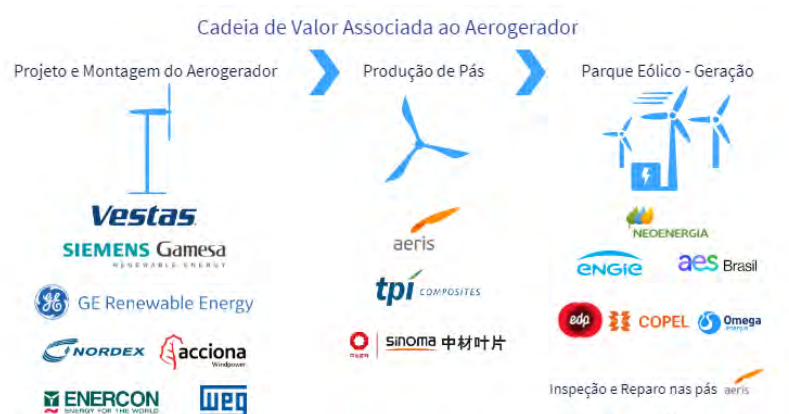 Cadeia de Valor Associada ao Aerogerador
Projeto e Montagem do Aerogerador
Produção de Pás
Parque Eólico - Geração
Vestas
SIEMENS Gamesa
RENEWABLE ENERGY
GE Renewable Energy
NORDEX
acciona
Windpower
ENERCON
ENERGY FOR THE WORLD
WEG
aeris
tpi COMPOSITES
sinoma 中材叶片
NEOENERGIA
ENGIE
aes Brasil
edp
COPEL
Omega
energia
Inspeção e Reparo nas pás aeris